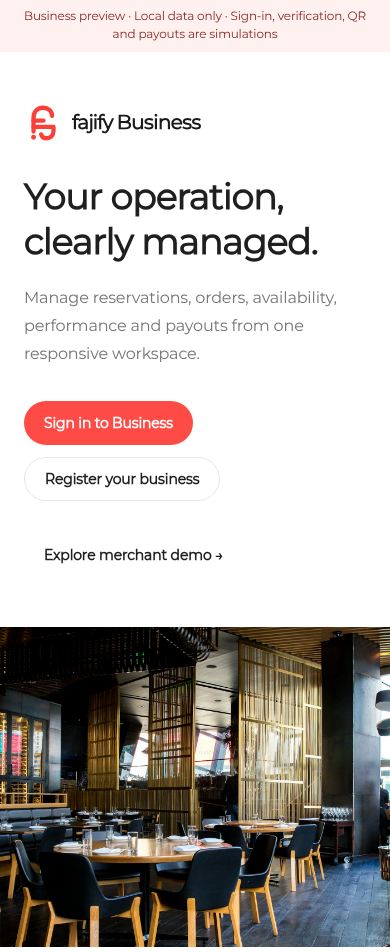 Business preview · Local data only · Sign-in, verification, QR
and payouts are simulations
fajify Business
Your operation,
clearly managed.
Manage reservations, orders, availability,
performance and payouts from one
responsive workspace.
Sign in to Business
Register your business
Explore merchant demo →